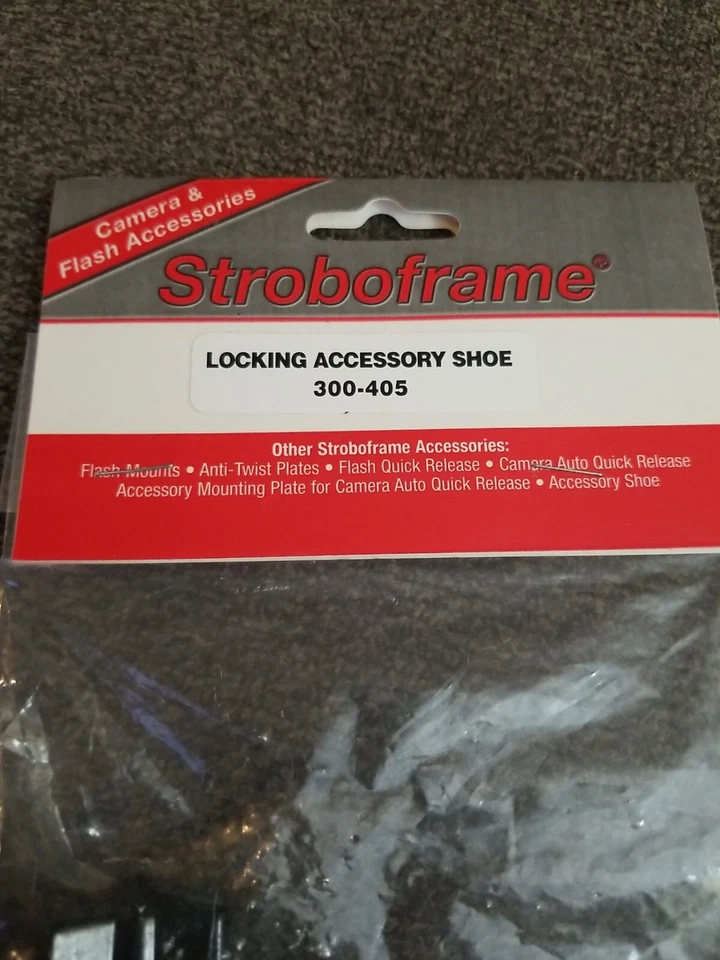 Camera &
Flash Accessories
Stroboframe®
LOCKING ACCESSORY SHOE
300-405
Other Stroboframe Accessories:
Flash Mounts • Anti-Twist Plates • Flash Quick Release • Camera Auto Quick Release
Accessory Mounting Plate for Camera Auto Quick Release • Accessory Shoe